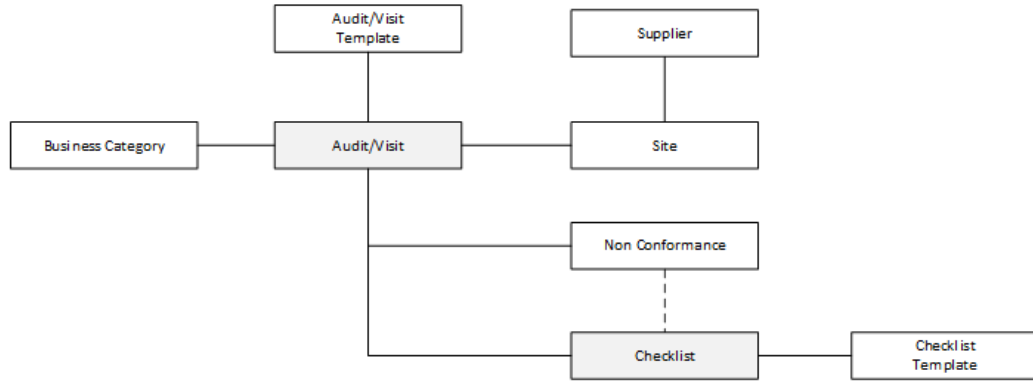 Audit/Visit
Template
Supplier
Business Category
Audit/Visit
Site
Non Conformance
Checklist
Checklist
Template